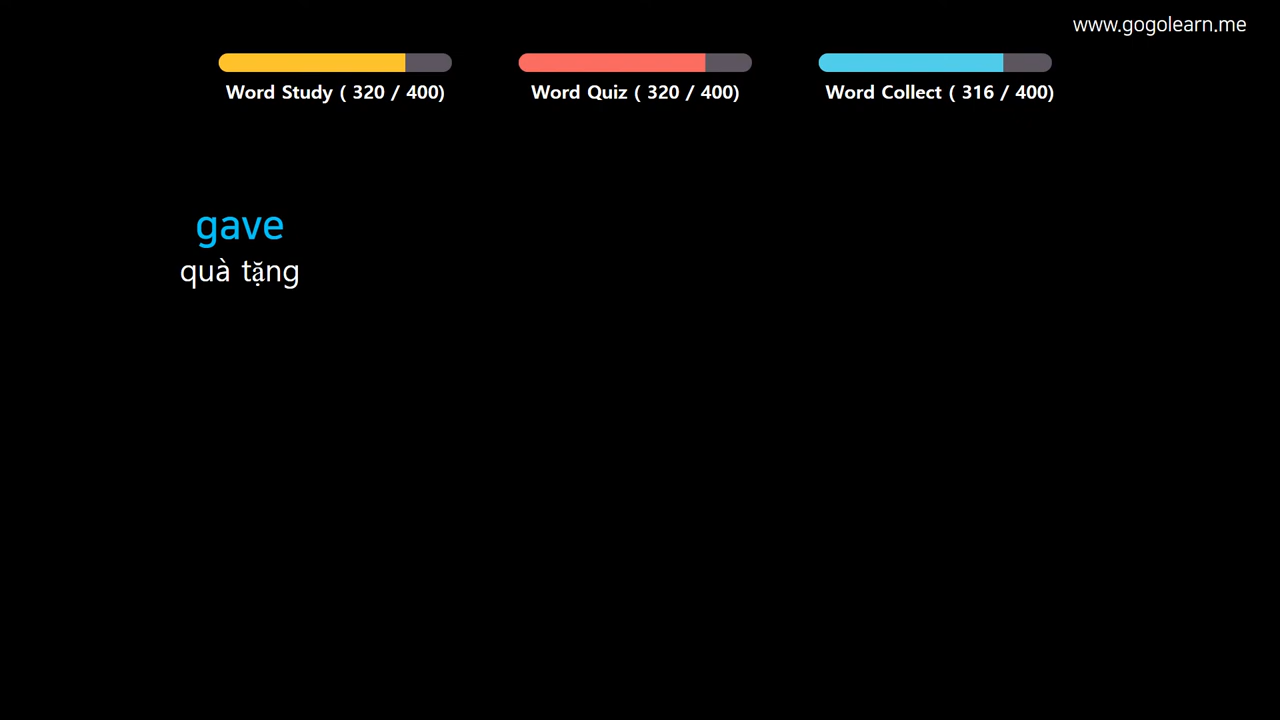 www.gogolearn.me
Word Study ( 320 / 400)
Word Quiz ( 320 / 400)
Word Collect ( 316 / 400)
gave
quà tặng